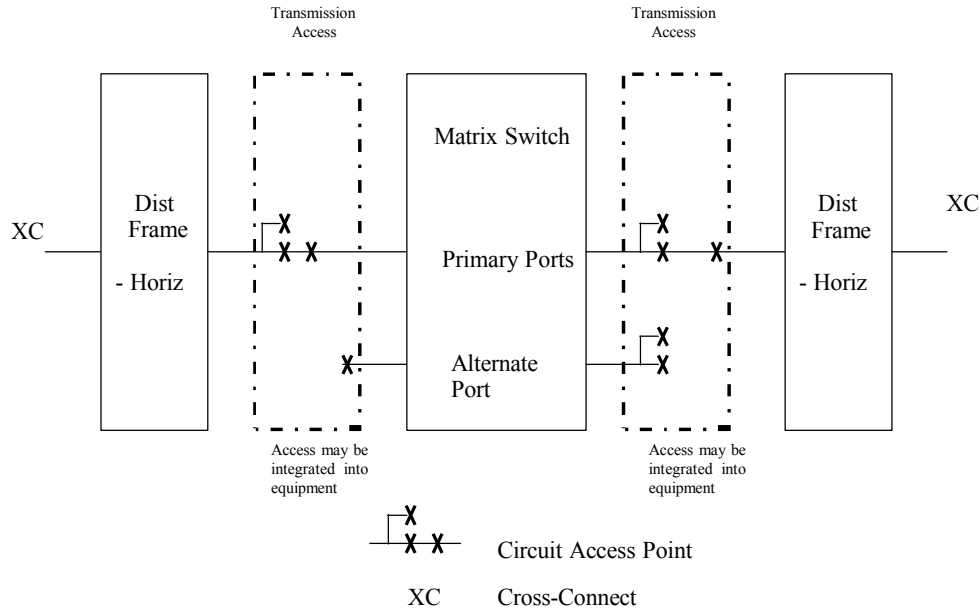 Transmission
Access
Transmission
Access
Matrix Switch
Dist
Frame
- Horiz
Dist
Frame
- Horiz
XC
XC
Primary Ports
Alternate
Port
Access may be
integrated into
equipment
Access may be
integrated into
equipment
Circuit Access Point
XC Cross-Connect